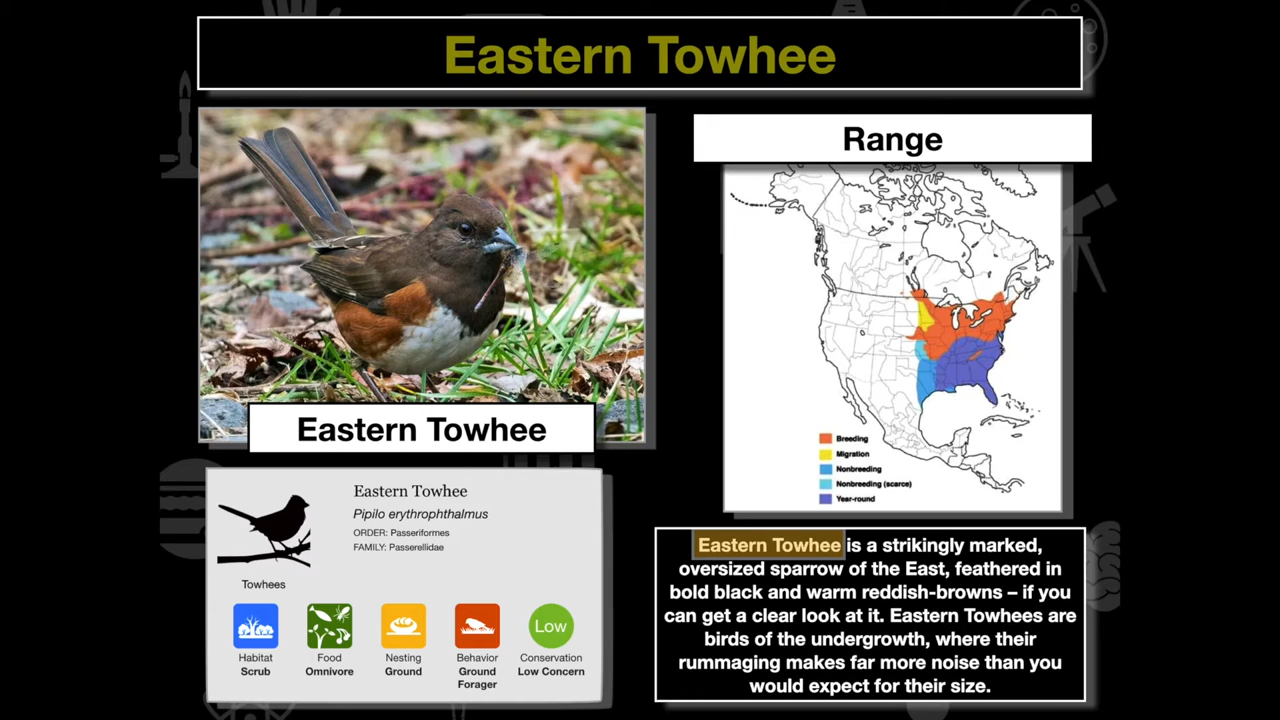 Eastern Towhee
Range
Eastern Towhee
Breeding
Migration
Nonbreeding
Nonbreeding (scarce)
Year-round
Eastern Towhee
Pipilo erythrophthalmus
ORDER: Passeriformes
FAMILY: Passerellidae
Towhees
Low
Habitat
Scrub
Food
Omnivore
Nesting
Ground
Behavior
Ground
Forager
Conservation
Low Concern
Eastern Towhee is a strikingly marked,
oversized sparrow of the East, feathered in
bold black and warm reddish-browns – if you
can get a clear look at it. Eastern Towhees are
birds of the undergrowth, where their
rummaging makes far more noise than you
would expect for their size.